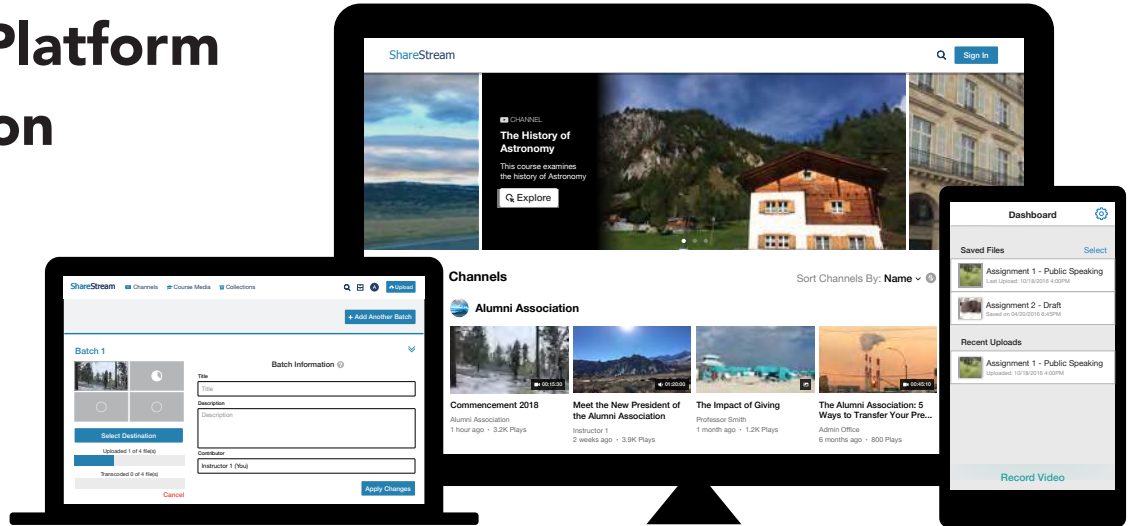 Platform
on
ShareStream
Sign In
CHANNEL
The History of
Astronomy
This course examines
the history of Astronomy
Explore
Channels
Sort Channels By: Name
Alumni Association
00:15:30
01:20:00
00:45:10
Commencement 2018
Alumni Association
1 hour ago • 3.2K Plays
Meet the New President of
the Alumni Association
Instructor 1
2 weeks ago • 3.9K Plays
The Impact of Giving
Professor Smith
1 month ago • 1.2K Plays
The Alumni Association: 5
Ways to Transfer Your Pre...
Admin Office
6 months ago • 800 Plays
ShareStream Channels Course Media Collections A Upload
+ Add Another Batch
Batch 1
Select Destination
Uploaded 1 of 4 file(s)
Transcoded 0 of 4 file(s)
Cancel
Batch Information ?
Title
Title
Description
Description
Contributor
Instructor 1 (You)
Apply Changes
Dashboard
Saved Files Select
Assignment 1 - Public Speaking
Last Upload: 10/18/2016 4:00PM
Assignment 2 - Draft
Saved on 04/20/2016 6:45PM
Recent Uploads
Assignment 1 - Public Speaking
Uploaded: 10/18/2016 4:00PM
Record Video